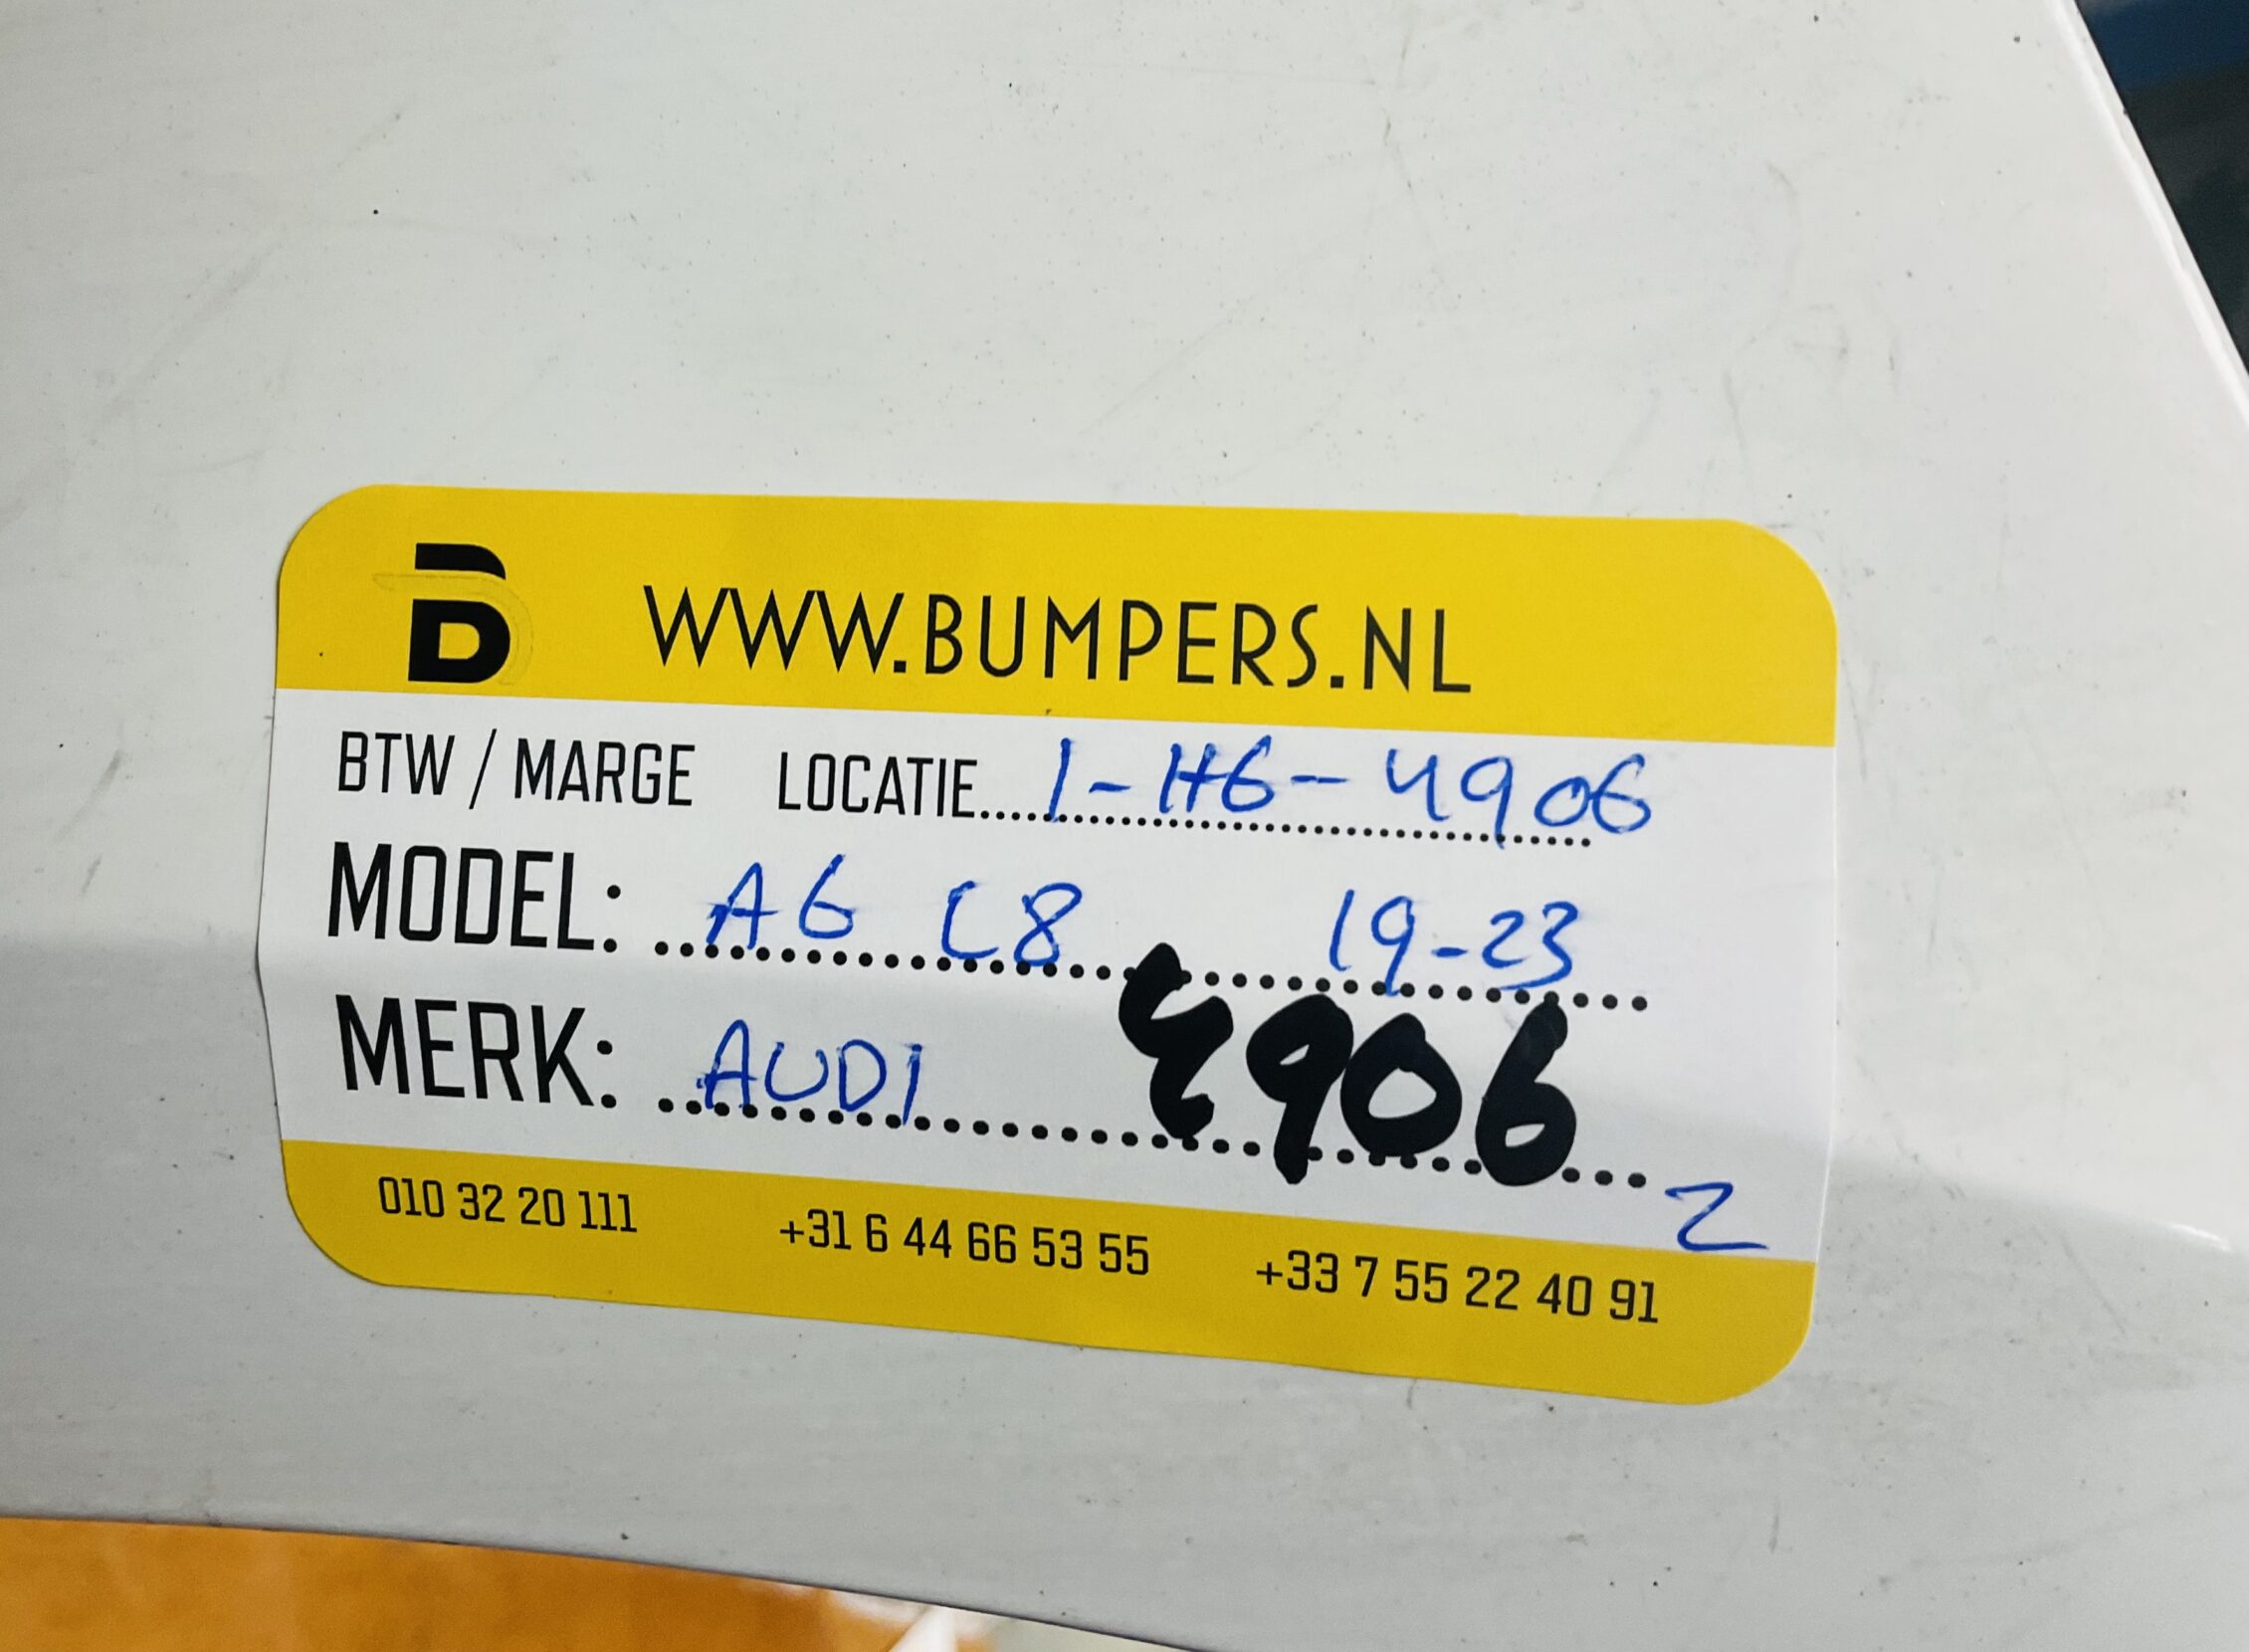 B WWW.BUMPERS.NL
BTW / MARGE LOCATIE....1-H6-4906
MODEL: A6 C8 19-23
MERK: AUDI 4906
2
010 32 20 111 +31 6 44 66 53 55 +33 7 55 22 40 91